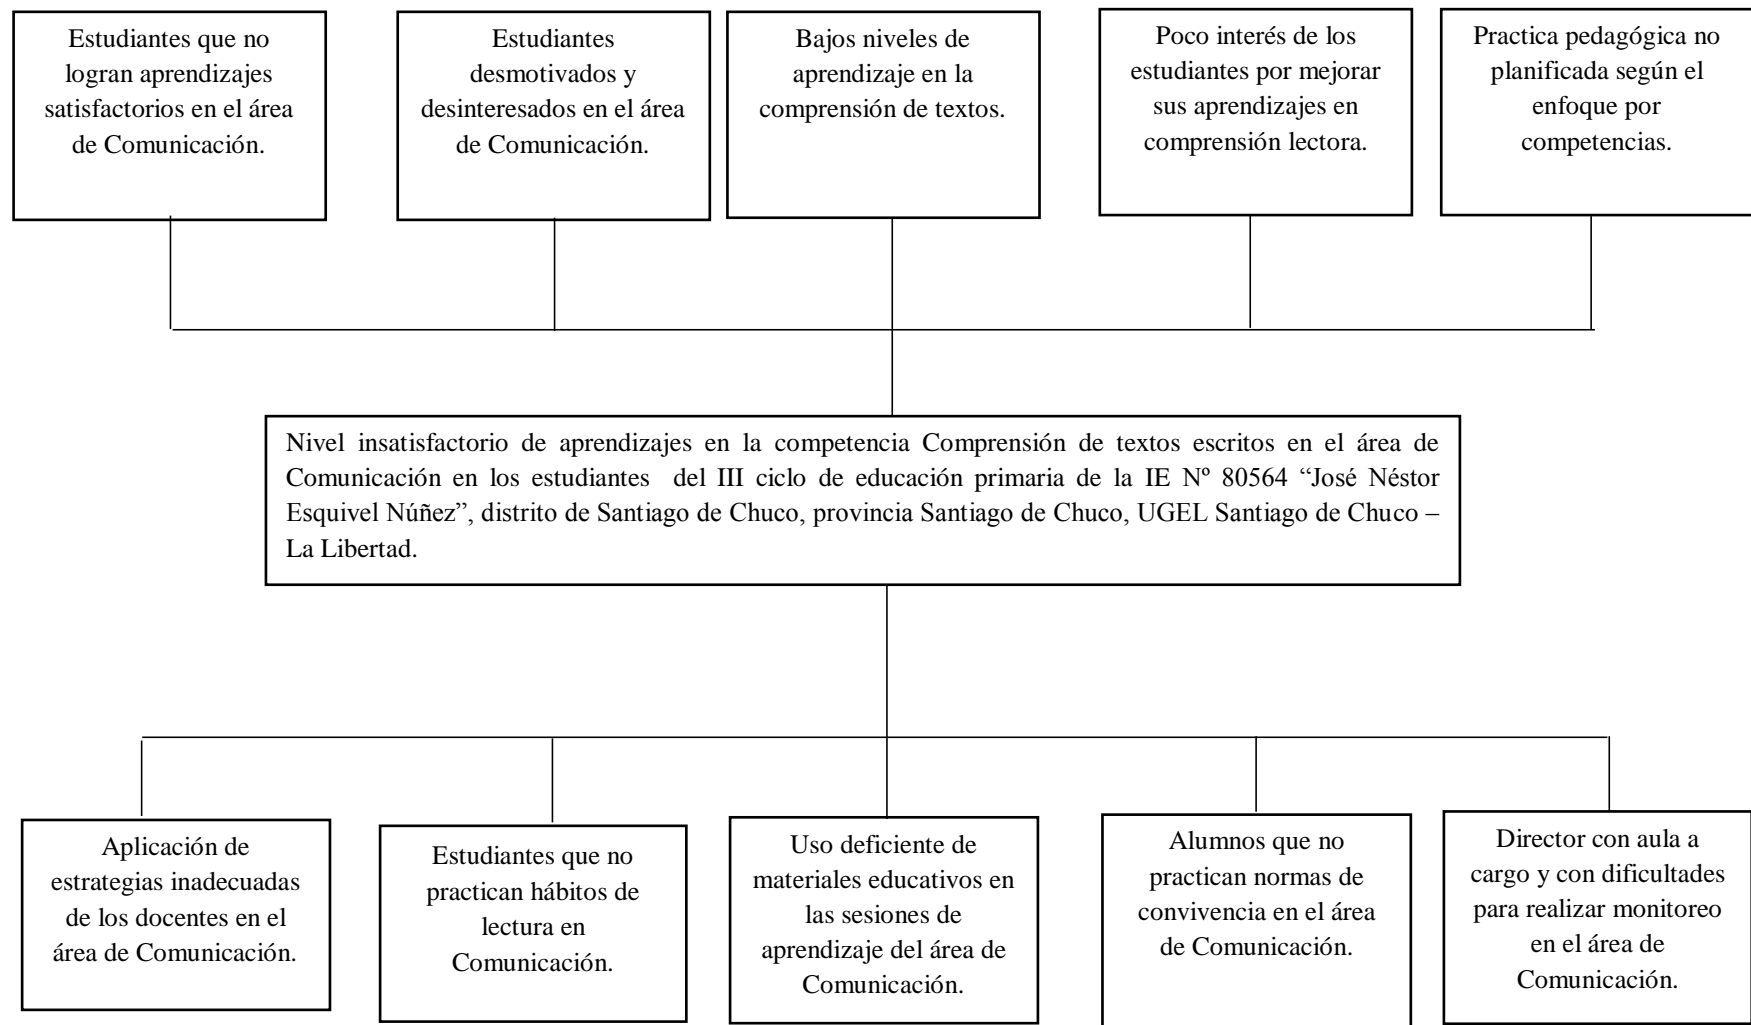 Estudiantes que no
logran aprendizajes
satisfactorios en el área
de Comunicación.
Estudiantes
desmotivados y
desinteresados en el área
de Comunicación.
Bajos niveles de
aprendizaje en la
comprensión de textos.
Poco interés de los
estudiantes por mejorar
sus aprendizajes en
comprensión lectora.
Practica pedagógica no
planificada según el
enfoque por
competencias.
Nivel insatisfactorio de aprendizajes en la competencia Comprensión de textos escritos en el área de
Comunicación en los estudiantes del III ciclo de educación primaria de la IE Nº 80564 “José Néstor
Esquivel Núñez”, distrito de Santiago de Chuco, provincia Santiago de Chuco, UGEL Santiago de Chuco –
La Libertad.
Aplicación de
estrategias inadecuadas
de los docentes en el
área de Comunicación.
Estudiantes que no
practican hábitos de
lectura en
Comunicación.
Uso deficiente de
materiales educativos en
las sesiones de
aprendizaje del área de
Comunicación.
Alumnos que no
practican normas de
convivencia en el área
de Comunicación.
Director con aula a
cargo y con dificultades
para realizar monitoreo
en el área de
Comunicación.